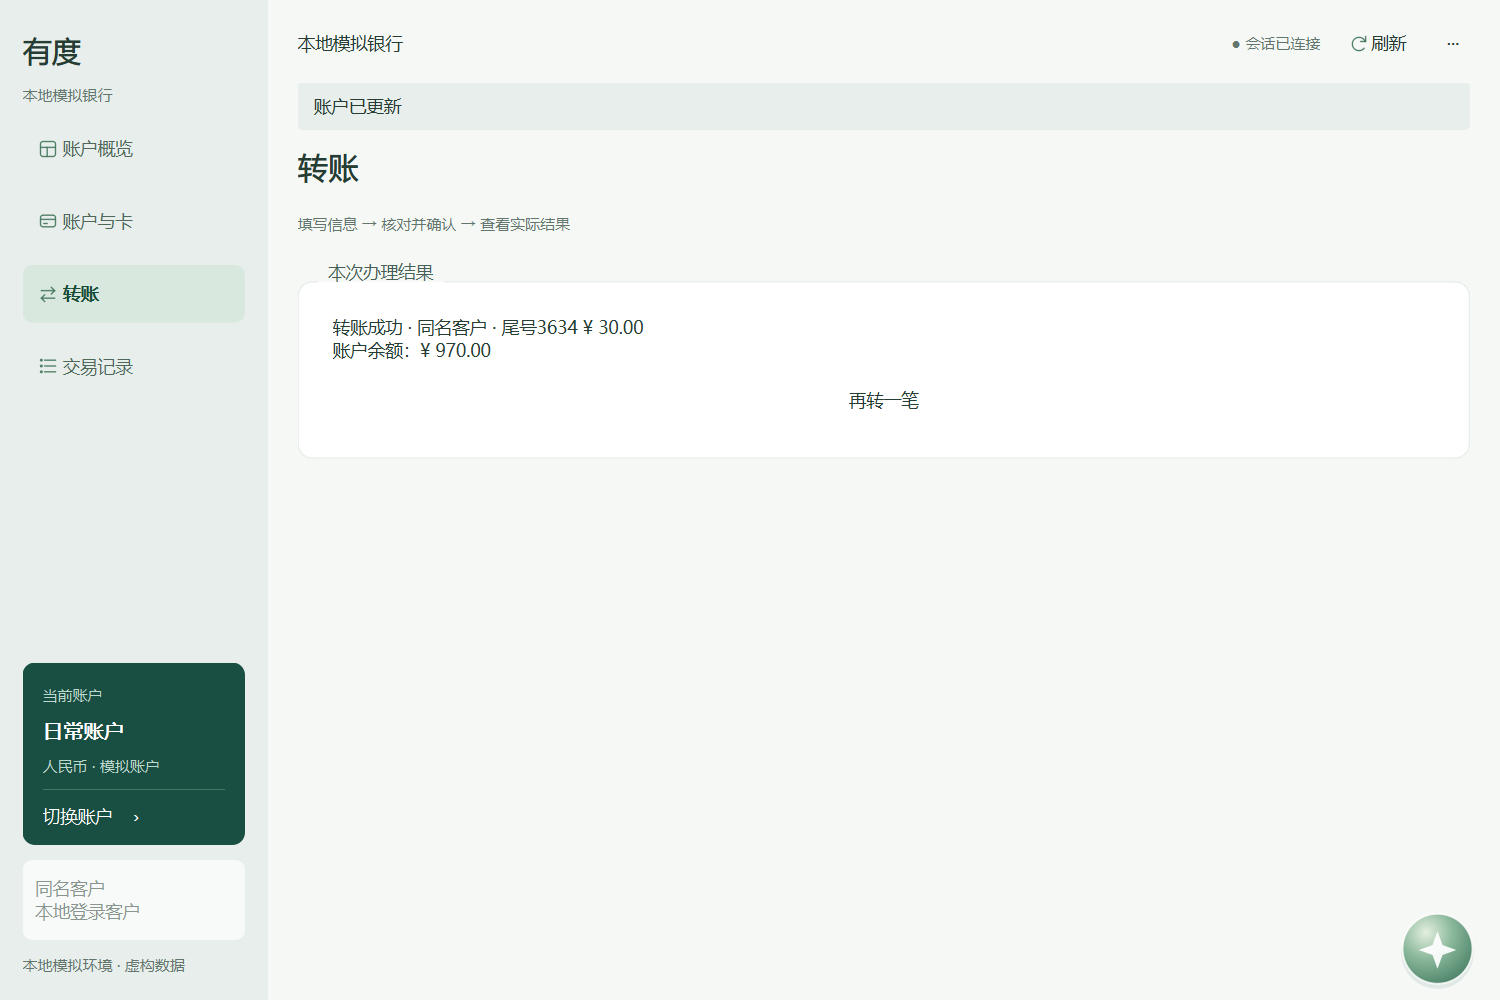 有度
本地模拟银行
账户概览
账户与卡
转账
交易记录
当前账户
日常账户
人民币 · 模拟账户
切换账户 ›
同名客户
本地登录客户
本地模拟环境 · 虚构数据
本地模拟银行
● 会话已连接
刷新
···
账户已更新
转账
填写信息 → 核对并确认 → 查看实际结果
本次办理结果
转账成功 · 同名客户 · 尾号3634 ¥ 30.00
账户余额：¥ 970.00
再转一笔